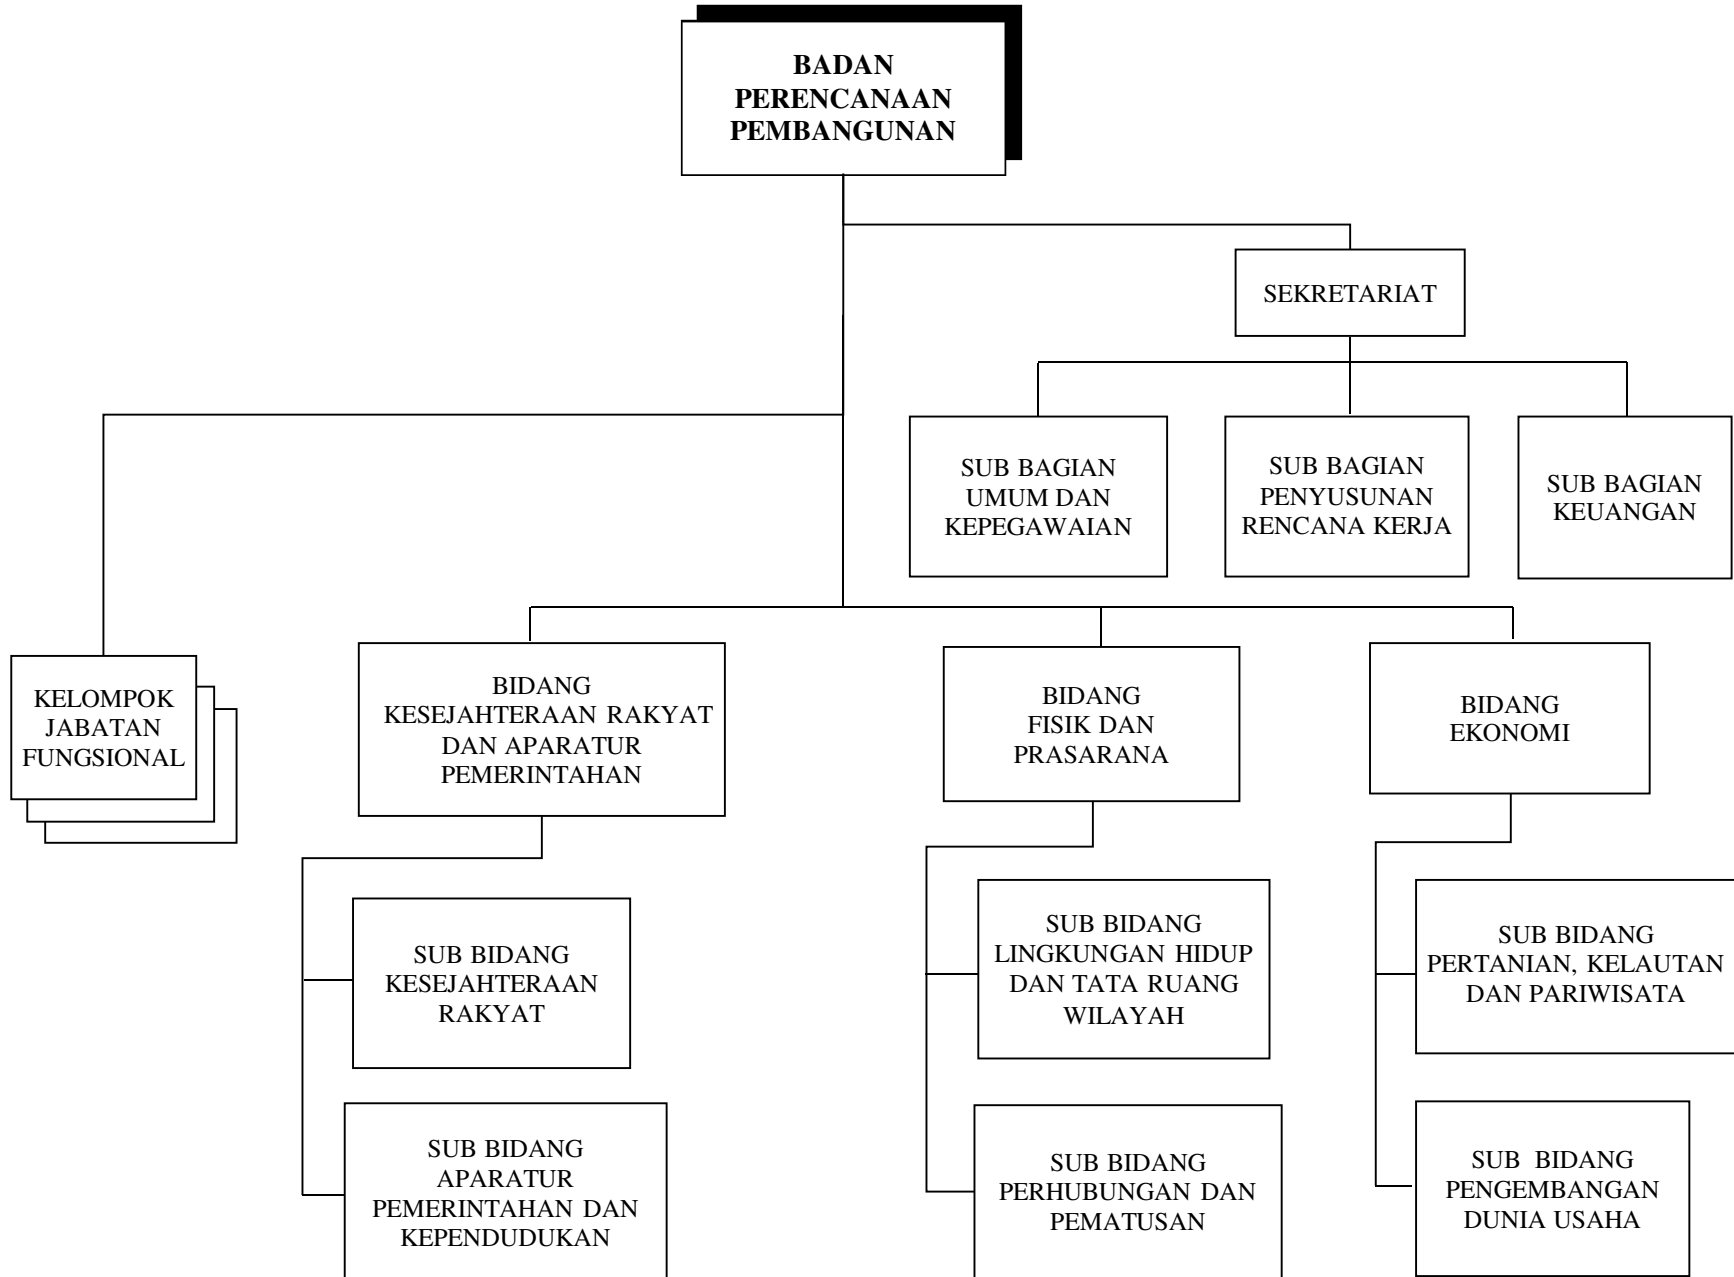 BADAN
PERENCANAAN
PEMBANGUNAN
SEKRETARIAT
SUB BAGIAN
UMUM DAN
KEPEGAWAIAN
SUB BAGIAN
PENYUSUNAN
RENCANA KERJA
SUB BAGIAN
KEUANGAN
KELOMPOK
JABATAN
FUNGSIONAL
BIDANG
KESEJAHTERAAN RAKYAT
DAN APARATUR
PEMERINTAHAN
BIDANG
FISIK DAN
PRASARANA
BIDANG
EKONOMI
SUB BIDANG
KESEJAHTERAAN
RAKYAT
SUB BIDANG
LINGKUNGAN HIDUP
DAN TATA RUANG
WILAYAH
SUB BIDANG
PERTANIAN, KELAUTAN
DAN PARIWISATA
SUB BIDANG
APARATUR
PEMERINTAHAN DAN
KEPENDUDUKAN
SUB BIDANG
PERHUBUNGAN DAN
PEMATUSAN
SUB BIDANG
PENGEMBANGAN
DUNIA USAHA